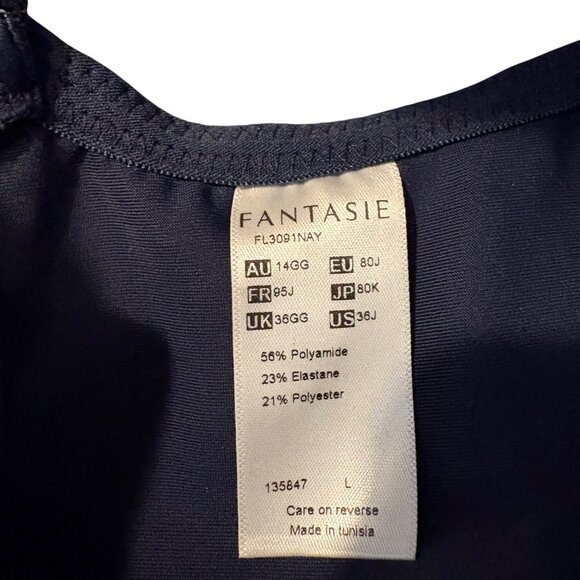 FANTASIE
FL3091NAY
AU 14GG EU 80J
FR 95J JP 80K
UK 36GG US 36J
56% Polyamide
23% Elastane
21% Polyester
135847 L
Care on reverse
Made in tunisia